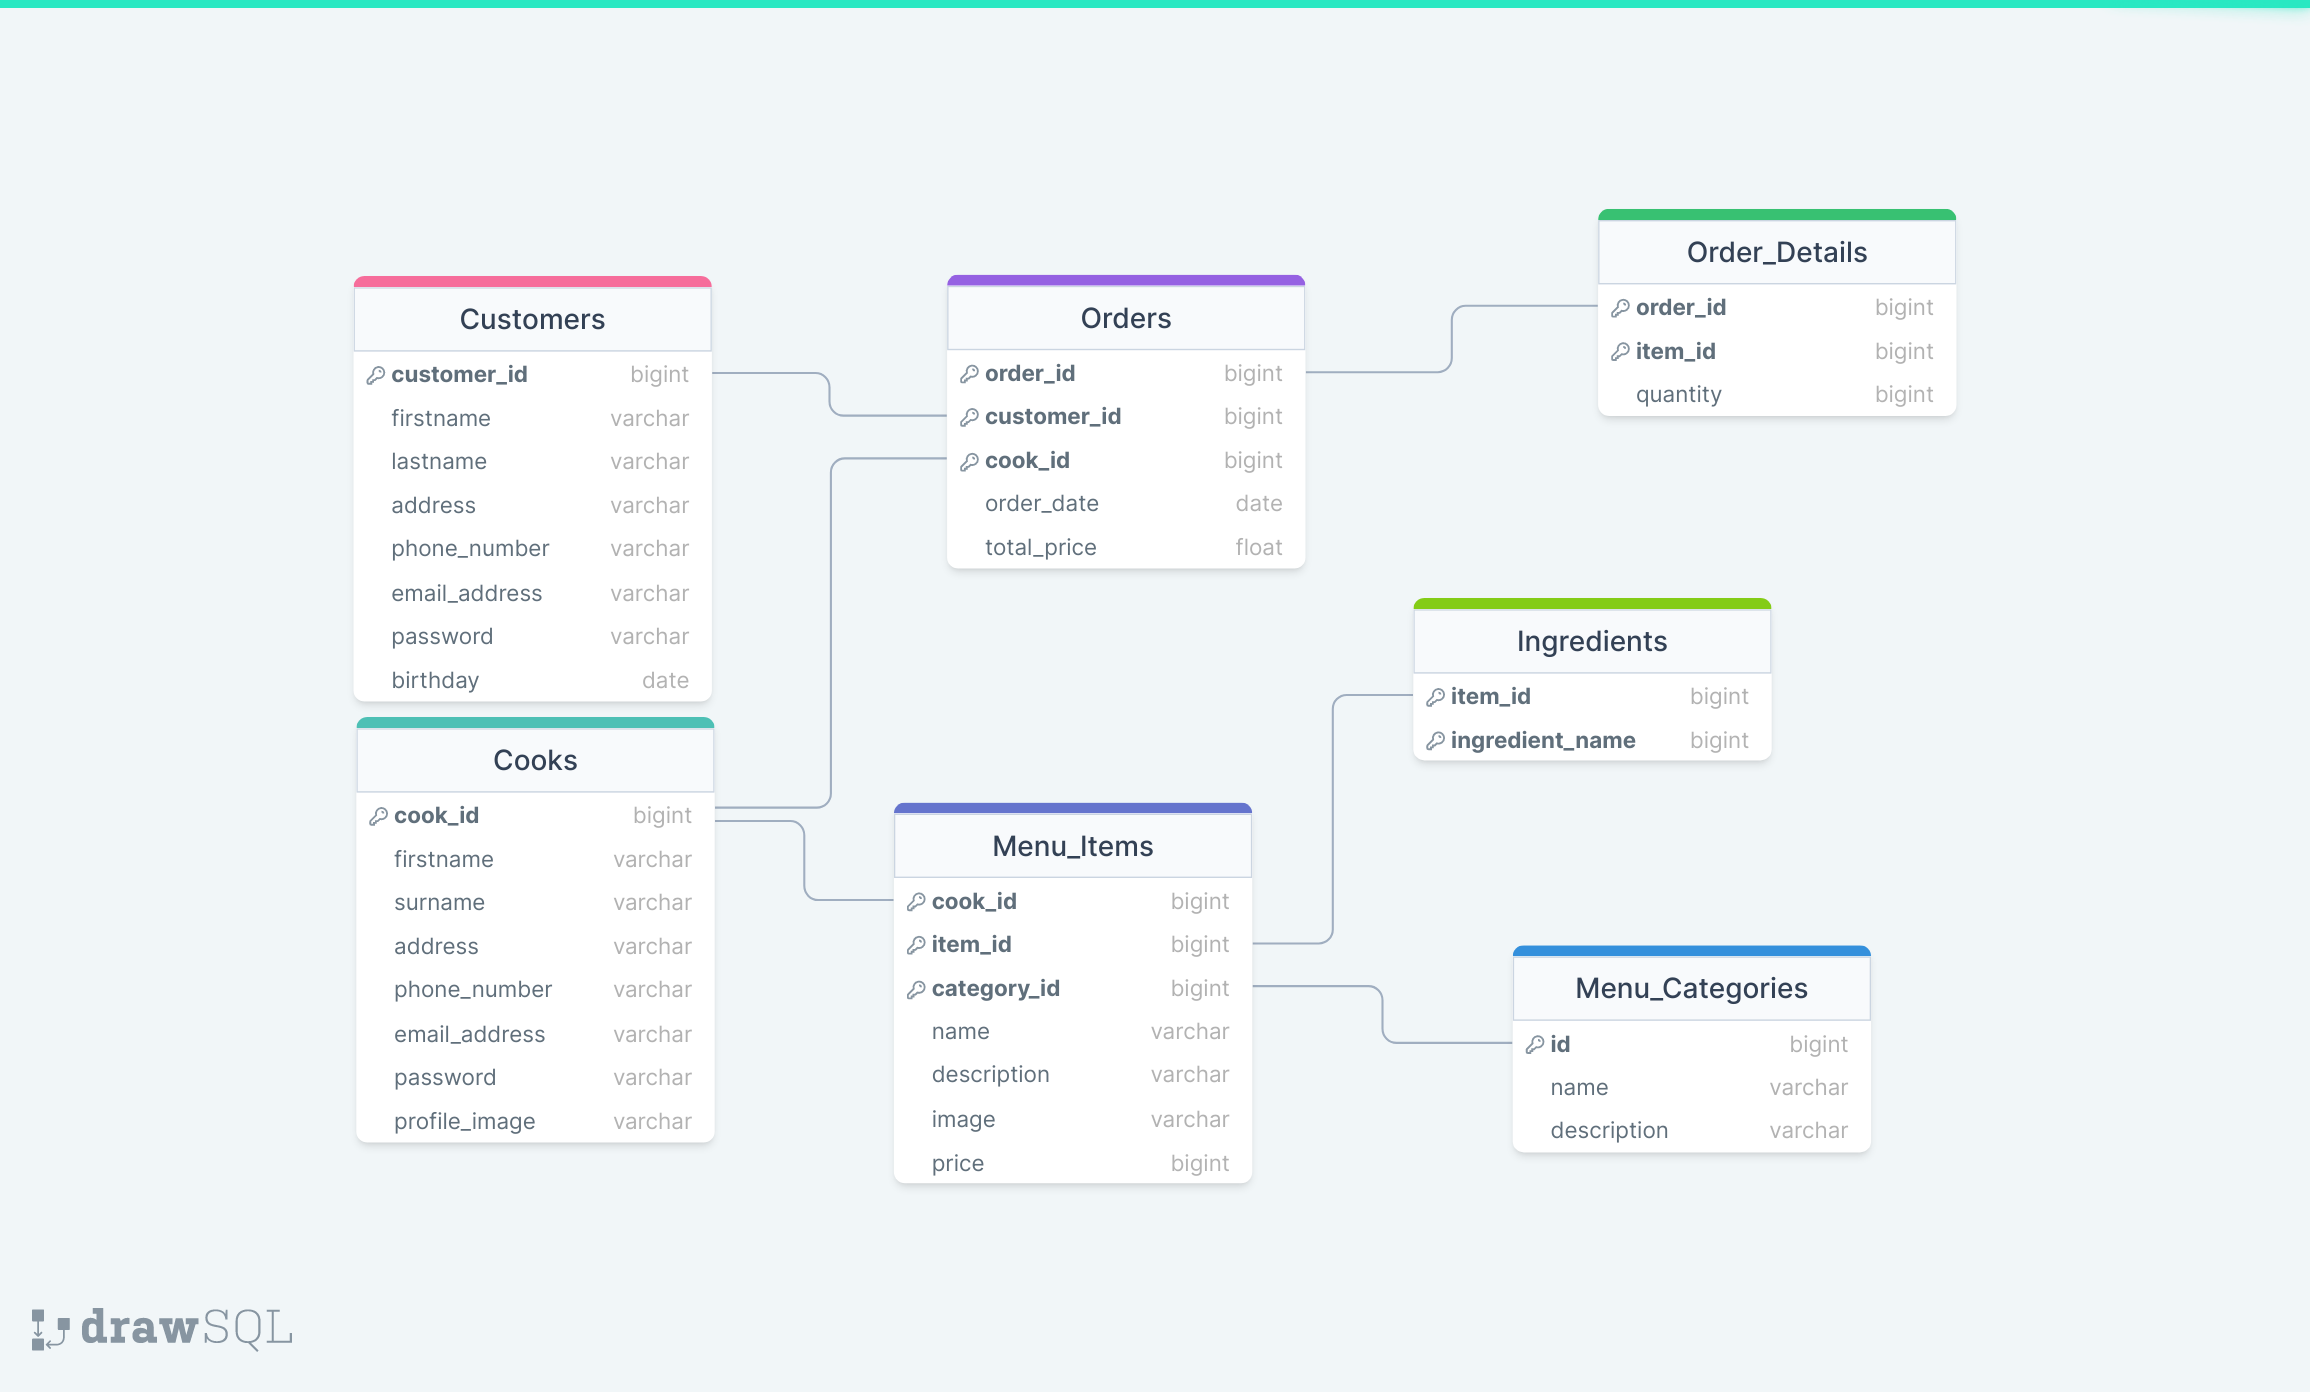 Customers
customer_id bigint
firstname varchar
lastname varchar
address varchar
phone_number varchar
email_address varchar
password varchar
birthday date
Cooks
cook_id bigint
firstname varchar
surname varchar
address varchar
phone_number varchar
email_address varchar
password varchar
profile_image varchar
Orders
order_id bigint
customer_id bigint
cook_id bigint
order_date date
total_price float
Menu_Items
cook_id bigint
item_id bigint
category_id bigint
name varchar
description varchar
image varchar
price bigint
Order_Details
order_id bigint
item_id bigint
quantity bigint
Ingredients
item_id bigint
ingredient_name bigint
Menu_Categories
id bigint
name varchar
description varchar
drawSQL